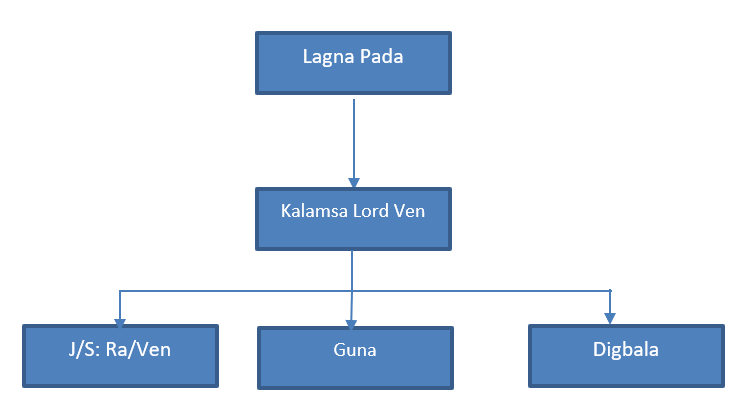 Lagna Pada
Kalamsa Lord Ven
J/S: Ra/Ven
Guna
Digbala